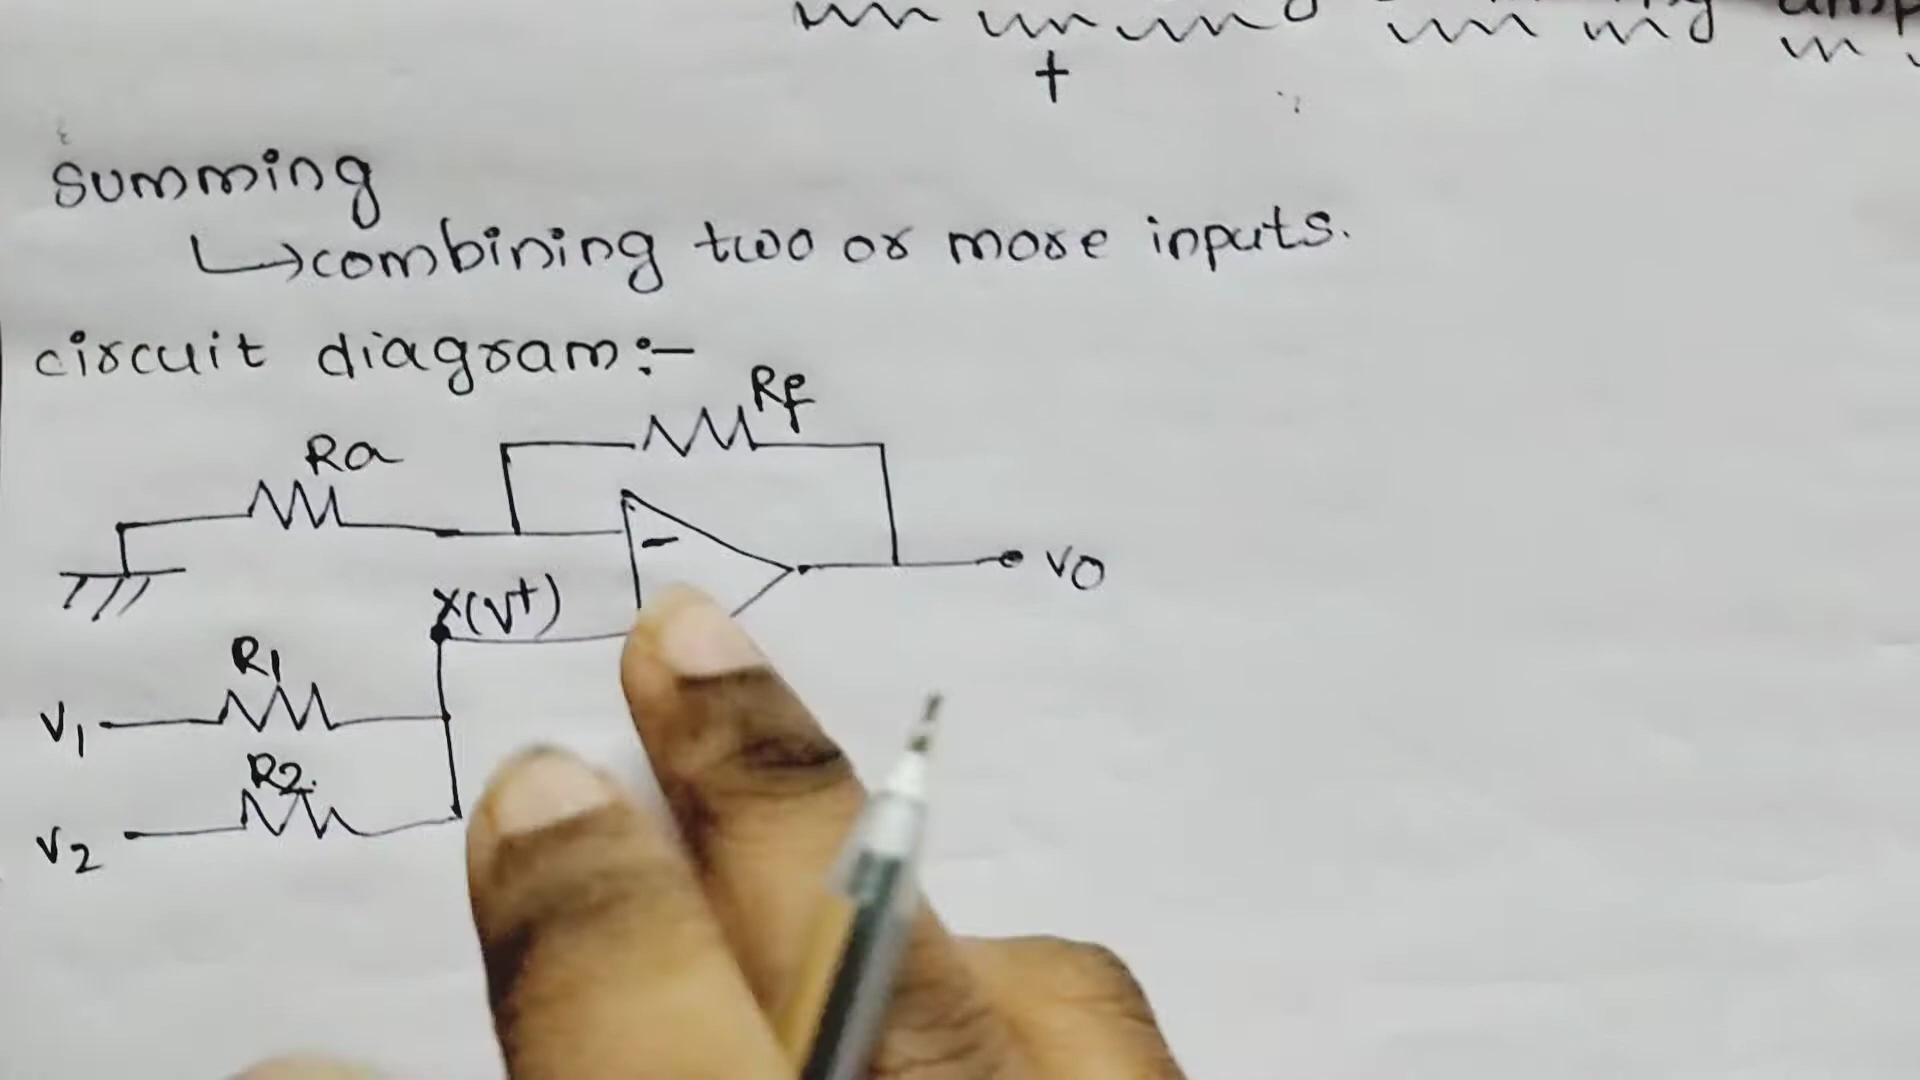 +
summing
↳combining two or more inputs.
circuit diagram:-
Rf
Ra
-
VO
X(V+)
R1
V1
R2.
V2